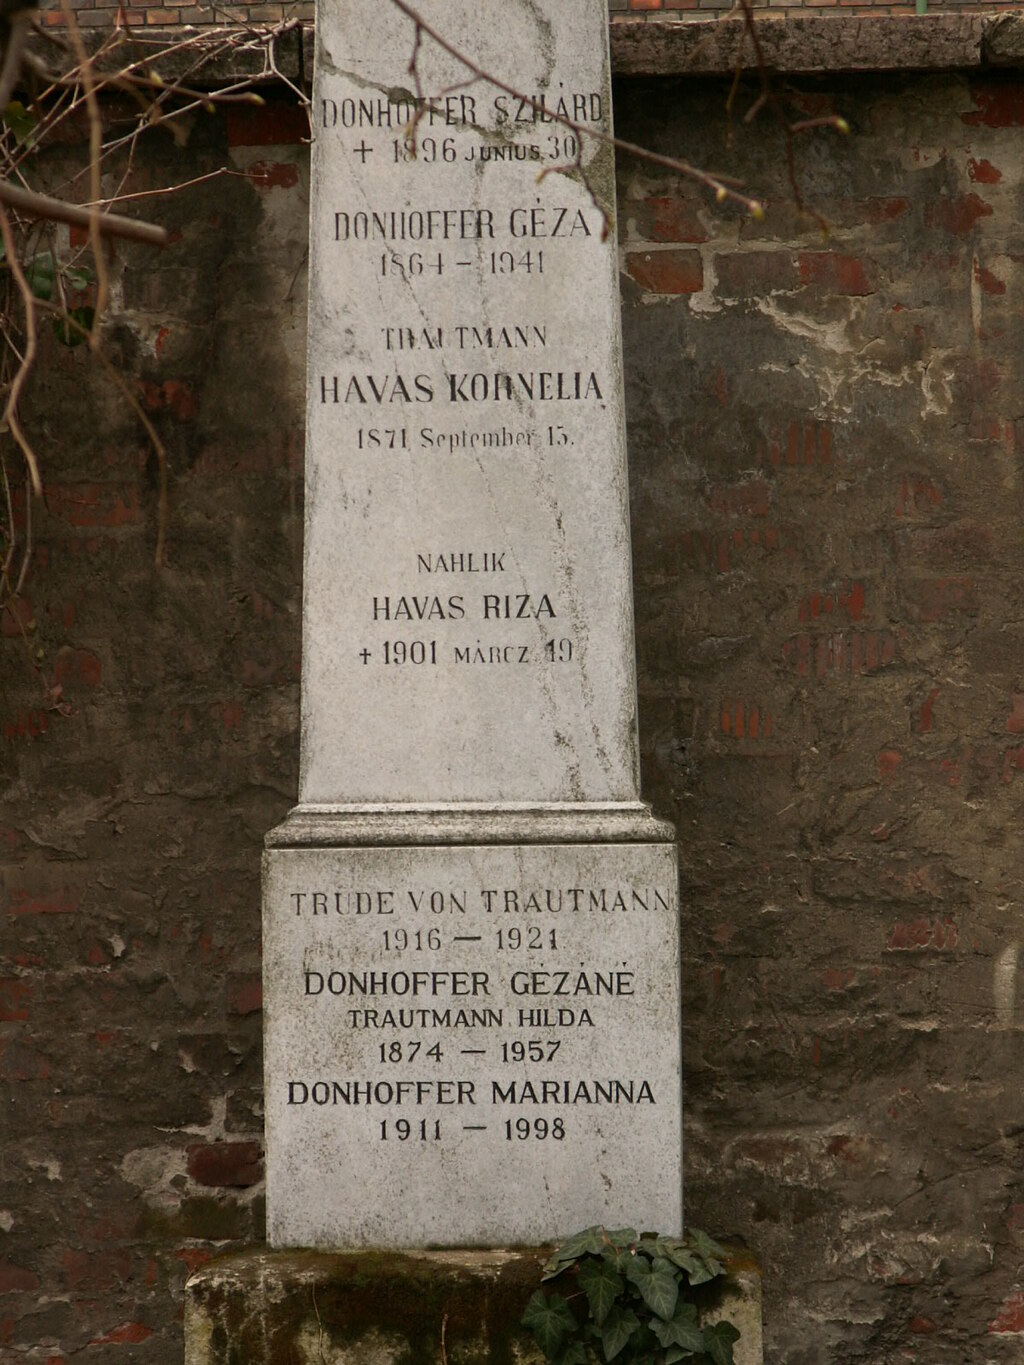 DONHOFFER SZILÁRD
+ 1896 JUNIUS 30
DONHOFFER GÉZA
1864 – 1941
TRAUTMANN
HAVAS KORNELIA
1871 September 15.
NAHLIK
HAVAS RIZA
+ 1901 MÁRCZ 19
TRUDE VON TRAUTMANN
1916 – 1921
DONHOFFER GÉZÁNÉ
TRAUTMANN HILDA
1874 – 1957
DONHOFFER MARIANNA
1911 – 1998